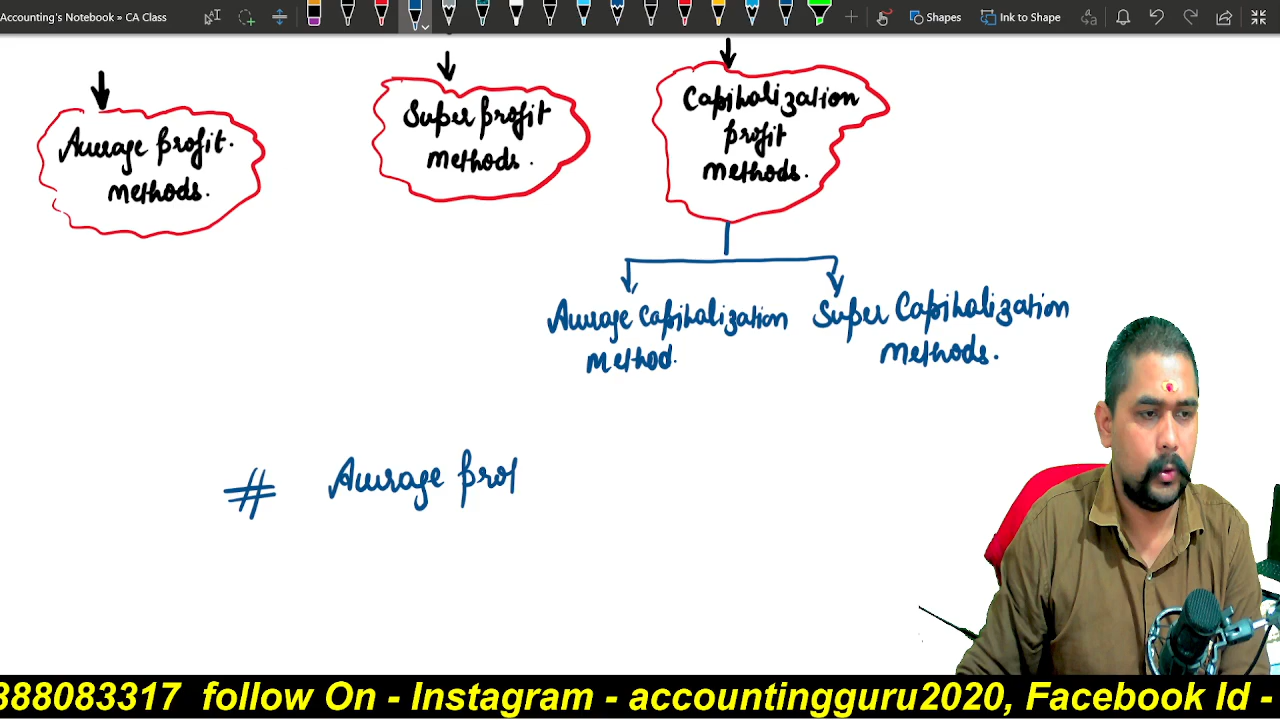 Accounting's Notebook » CA Class
Shapes
Ink to Shape
Average profit.
methods.
Super profit
methods.
Capitalization
profit
methods.
Average Capitalization
Method.
Super Capitalization
Methods.
# Average prof
888083317 follow On - Instagram - accountingguru2020, Facebook Id -